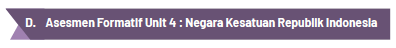 D. Asesmen Formatif Unit 4 : Negara Kesatuan Republik Indonesia